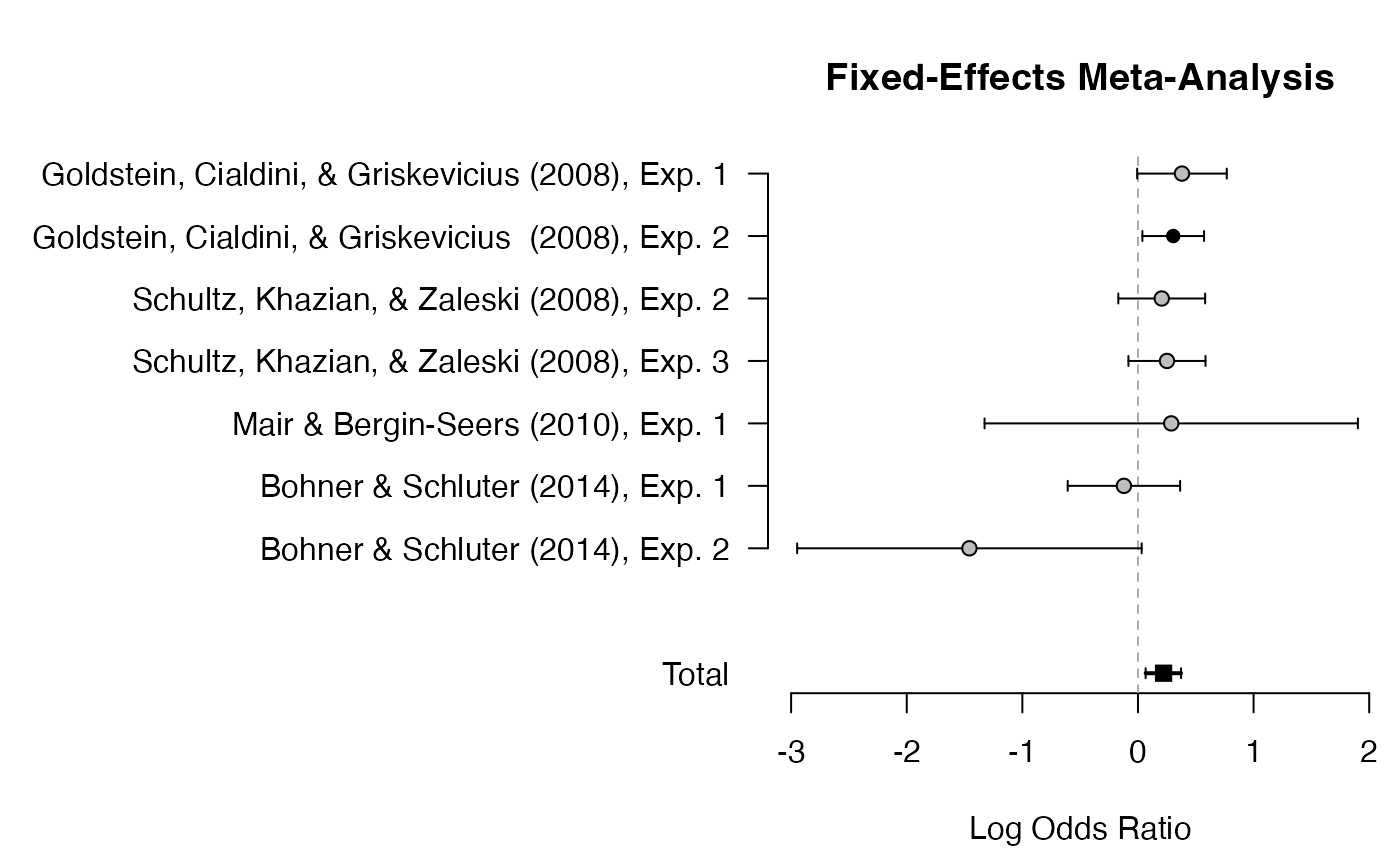 Fixed-Effects Meta-Analysis
Goldstein, Cialdini, & Griskevicius (2008), Exp. 1
Goldstein, Cialdini, & Griskevicius  (2008), Exp. 2
Schultz, Khazian, & Zaleski (2008), Exp. 2
Schultz, Khazian, & Zaleski (2008), Exp. 3
Mair & Bergin-Seers (2010), Exp. 1
Bohner & Schluter (2014), Exp. 1
Bohner & Schluter (2014), Exp. 2
Total
-3 -2 -1 0 1 2
Log Odds Ratio